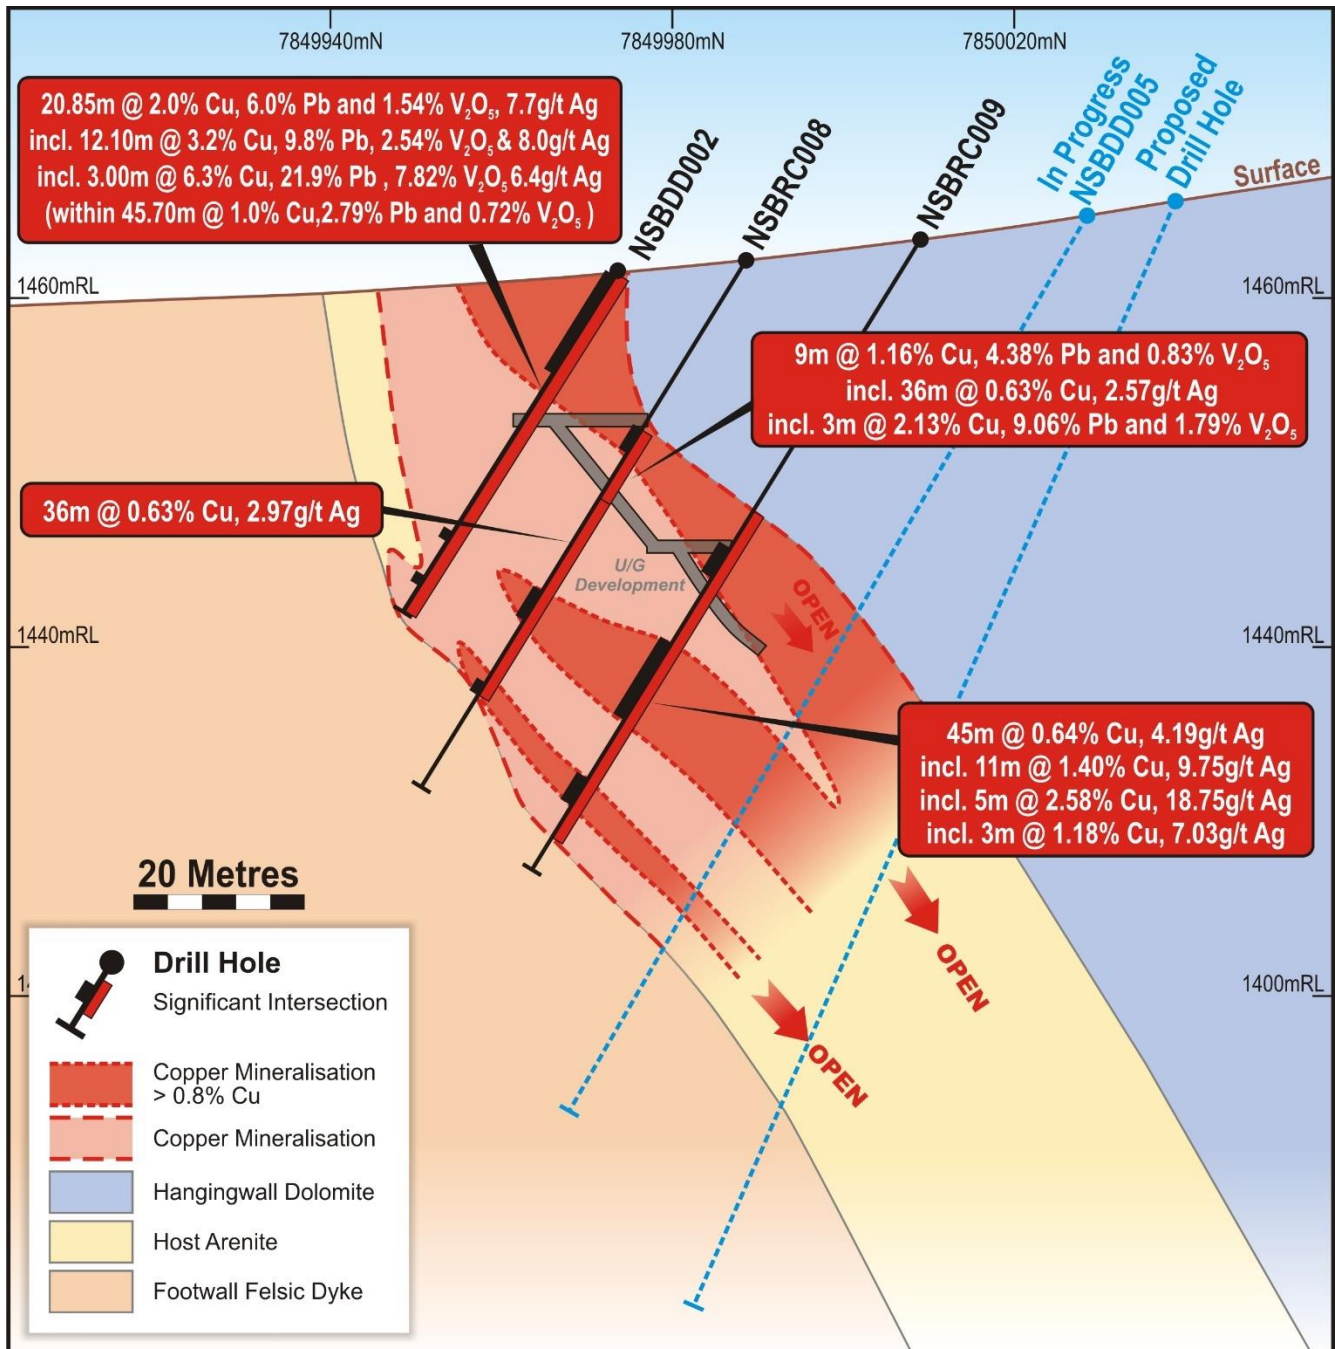 7849940mN
7849980mN
7850020mN
20.85m @ 2.0% Cu, 6.0% Pb and 1.54% V₂O₅, 7.7g/t Ag
incl. 12.10m @ 3.2% Cu, 9.8% Pb, 2.54% V₂O₅ & 8.0g/t Ag
incl. 3.00m @ 6.3% Cu, 21.9% Pb , 7.82% V₂O₅ 6.4g/t Ag
(within 45.70m @ 1.0% Cu,2.79% Pb and 0.72% V₂O₅ )
NSBDD002
NSBRC008
NSBRC009
In Progress
NSBDD005
Proposed
Drill Hole
Surface
1460mRL
1460mRL
9m @ 1.16% Cu, 4.38% Pb and 0.83% V₂O₅
incl. 36m @ 0.63% Cu, 2.57g/t Ag
incl. 3m @ 2.13% Cu, 9.06% Pb and 1.79% V₂O₅
36m @ 0.63% Cu, 2.97g/t Ag
U/G
Development
OPEN
1440mRL
1440mRL
45m @ 0.64% Cu, 4.19g/t Ag
incl. 11m @ 1.40% Cu, 9.75g/t Ag
incl. 5m @ 2.58% Cu, 18.75g/t Ag
incl. 3m @ 1.18% Cu, 7.03g/t Ag
20 Metres
OPEN
1400mRL
OPEN
Drill Hole
Significant Intersection
Copper Mineralisation
> 0.8% Cu
Copper Mineralisation
Hangingwall Dolomite
Host Arenite
Footwall Felsic Dyke